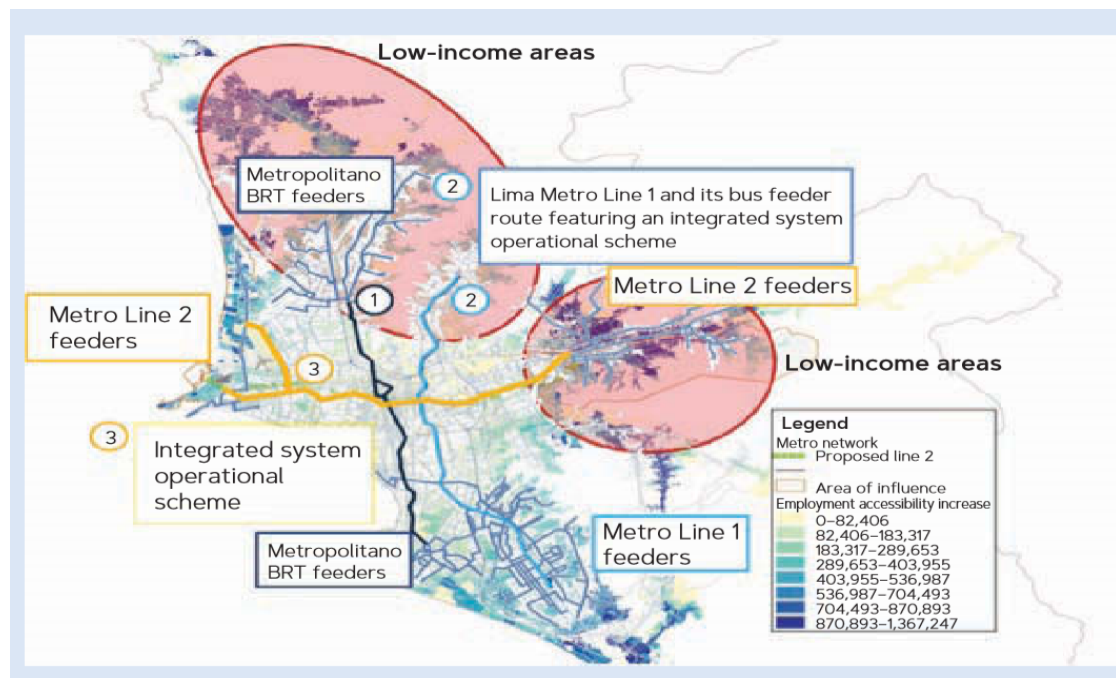 Low-income areas
Metropolitano
BRT feeders
2
Lima Metro Line 1 and its bus feeder
route featuring an integrated system
operational scheme
1
2
Metro Line 2 feeders
Metro Line 2
feeders
3
Low-income areas
3
Integrated system
operational
scheme
Metropolitano
BRT feeders
Metro Line 1
feeders
Legend
Metro network
Proposed line 2
Area of influence
Employment accessibility increase
0–82,406
82,406–183,317
183,317–289,653
289,653–403,955
403,955–536,987
536,987–704,493
704,493–870,893
870,893–1,367,247